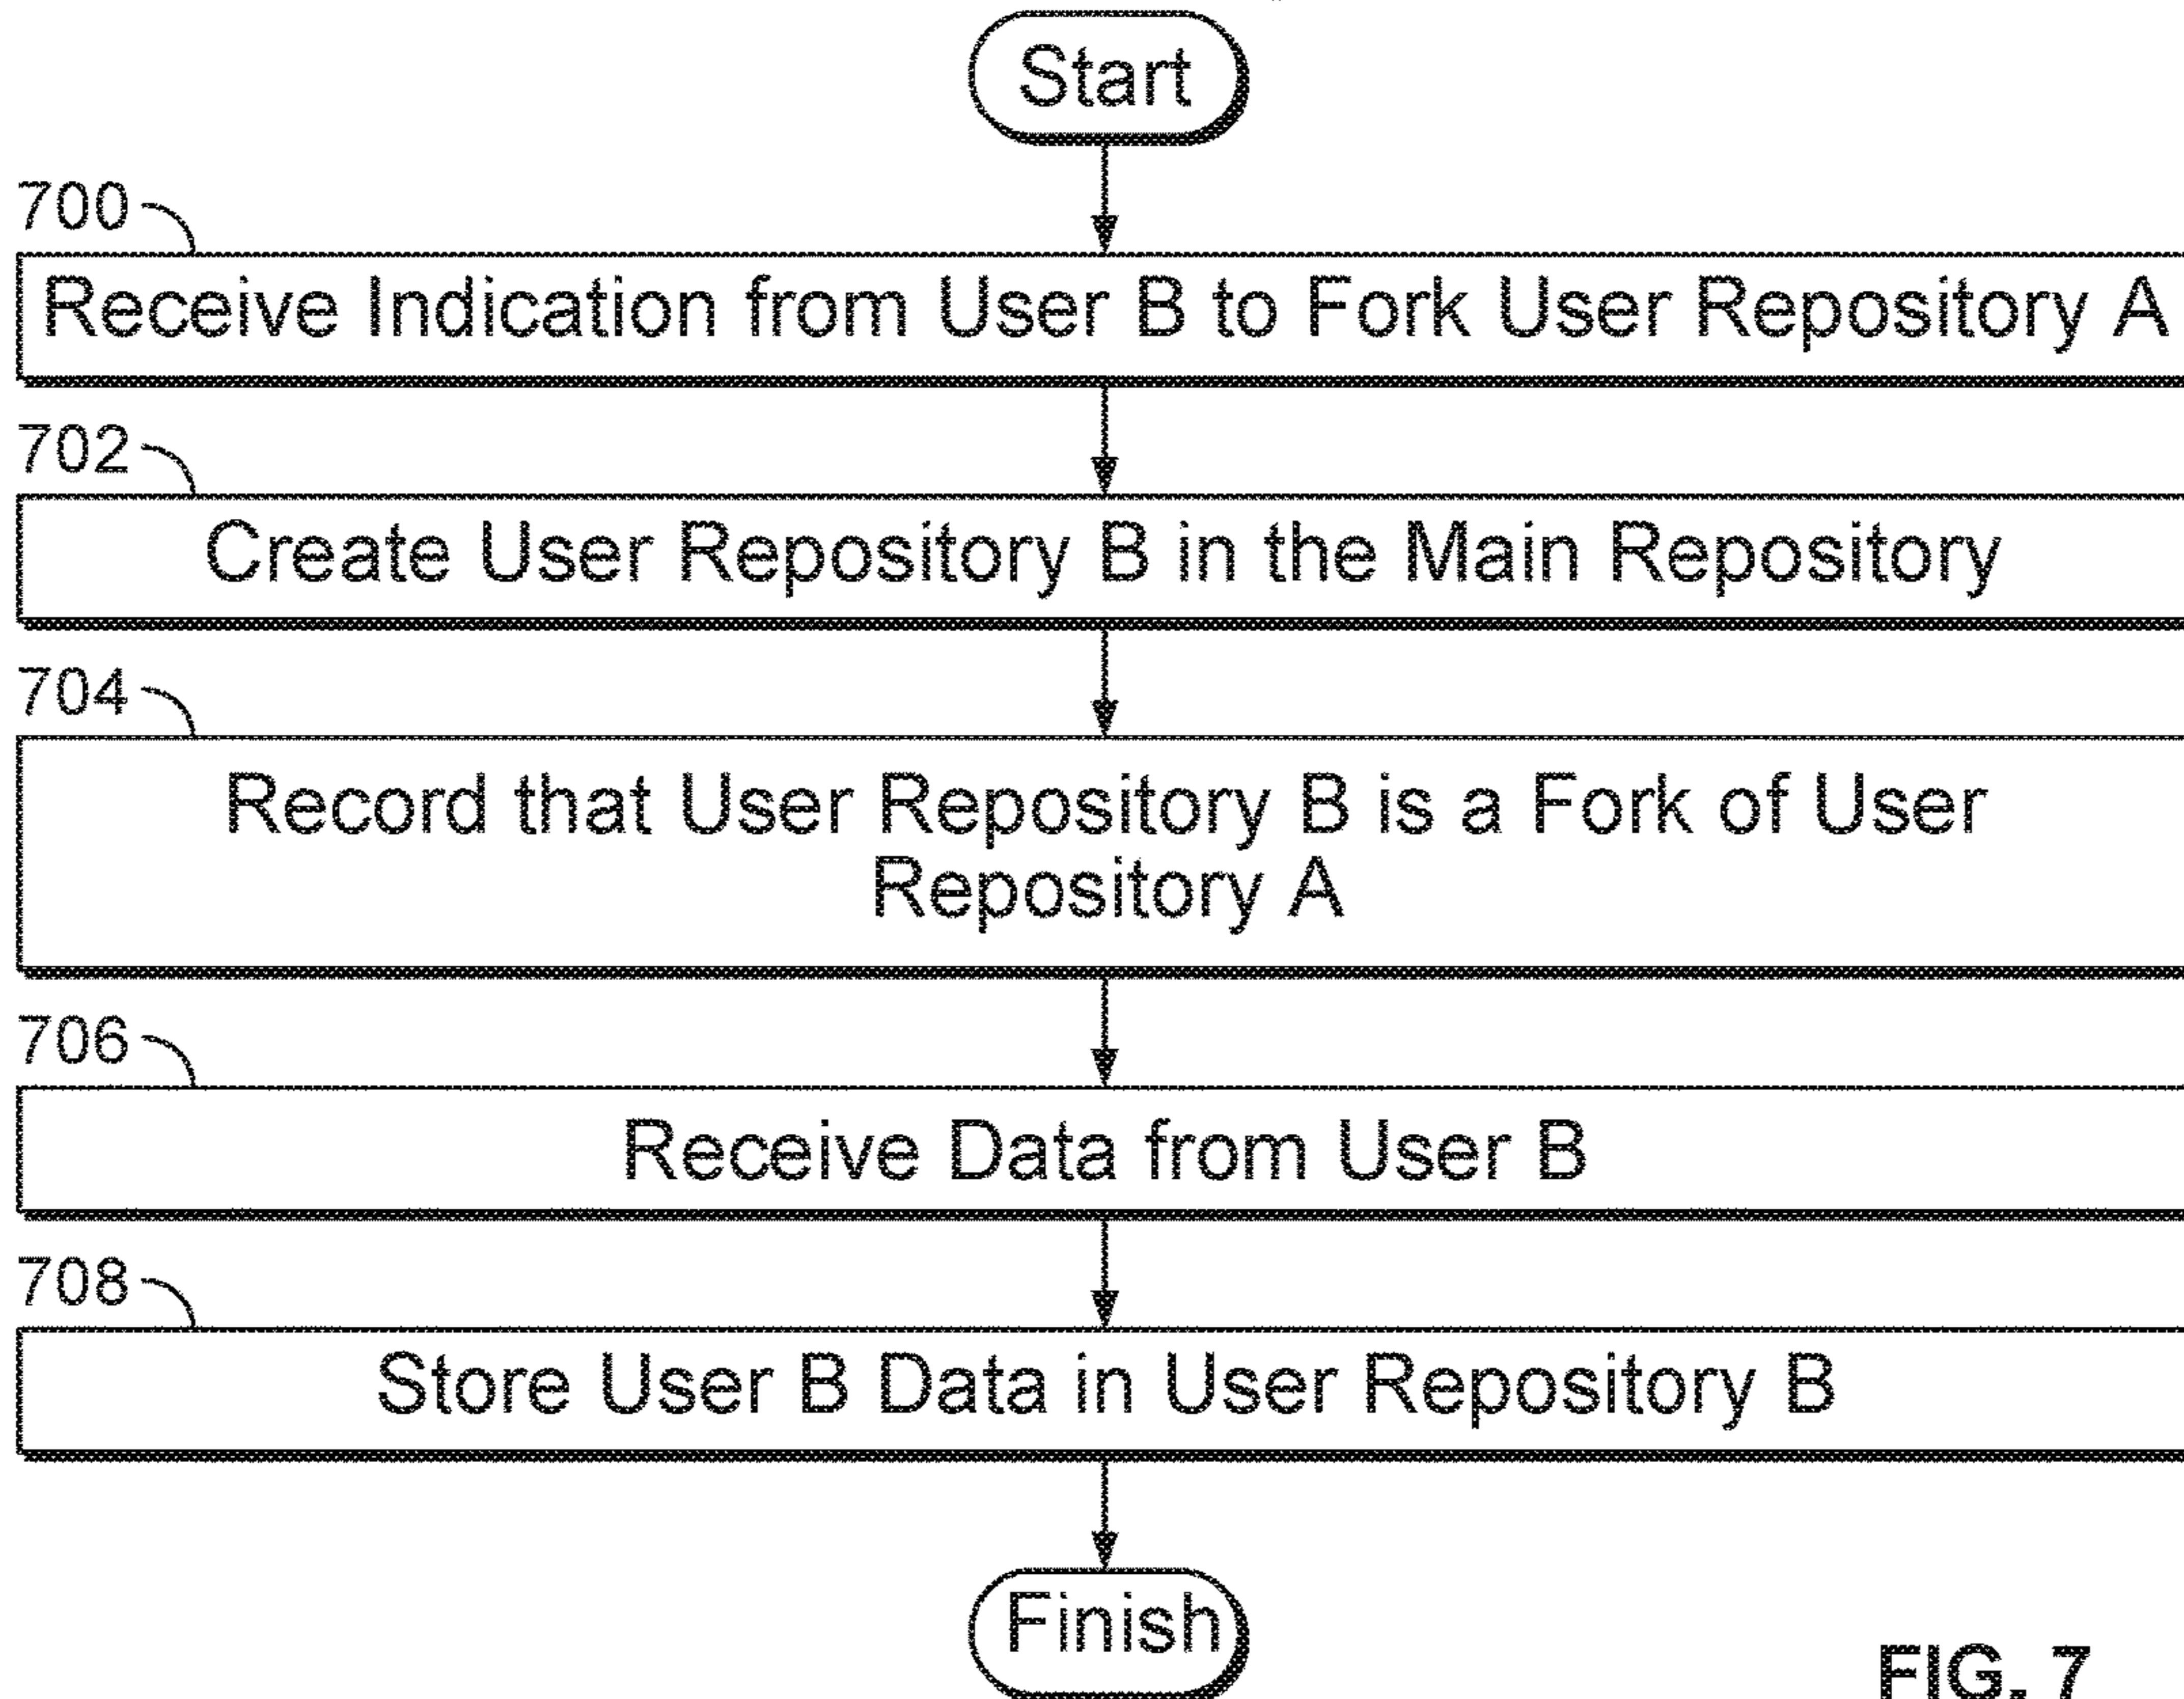 Start
700
Receive Indication from User B to Fork User Repository A
702
Create User Repository B in the Main Repository
704
Record that User Repository B is a Fork of User
Repository A
706
Receive Data from User B
708
Store User B Data in User Repository B
Finish
FIG. 7